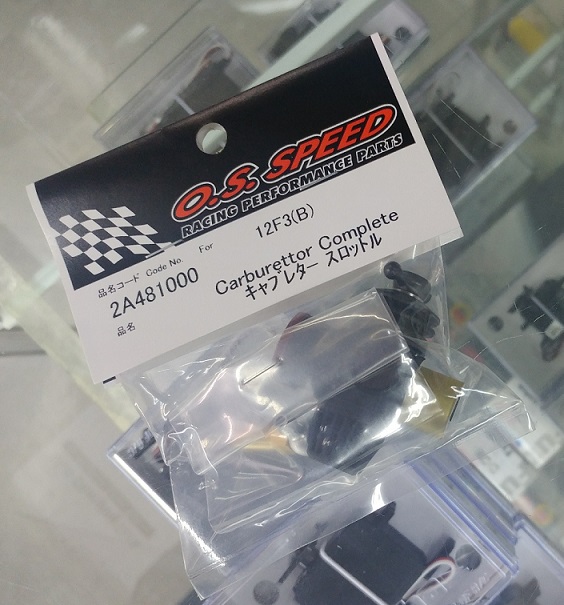 O.S. SPEED
RACING PERFORMANCE PARTS
品名コード Code No. For 12F3(B)
2A481000
Carburettor Complete
品名
キャブレター スロットル